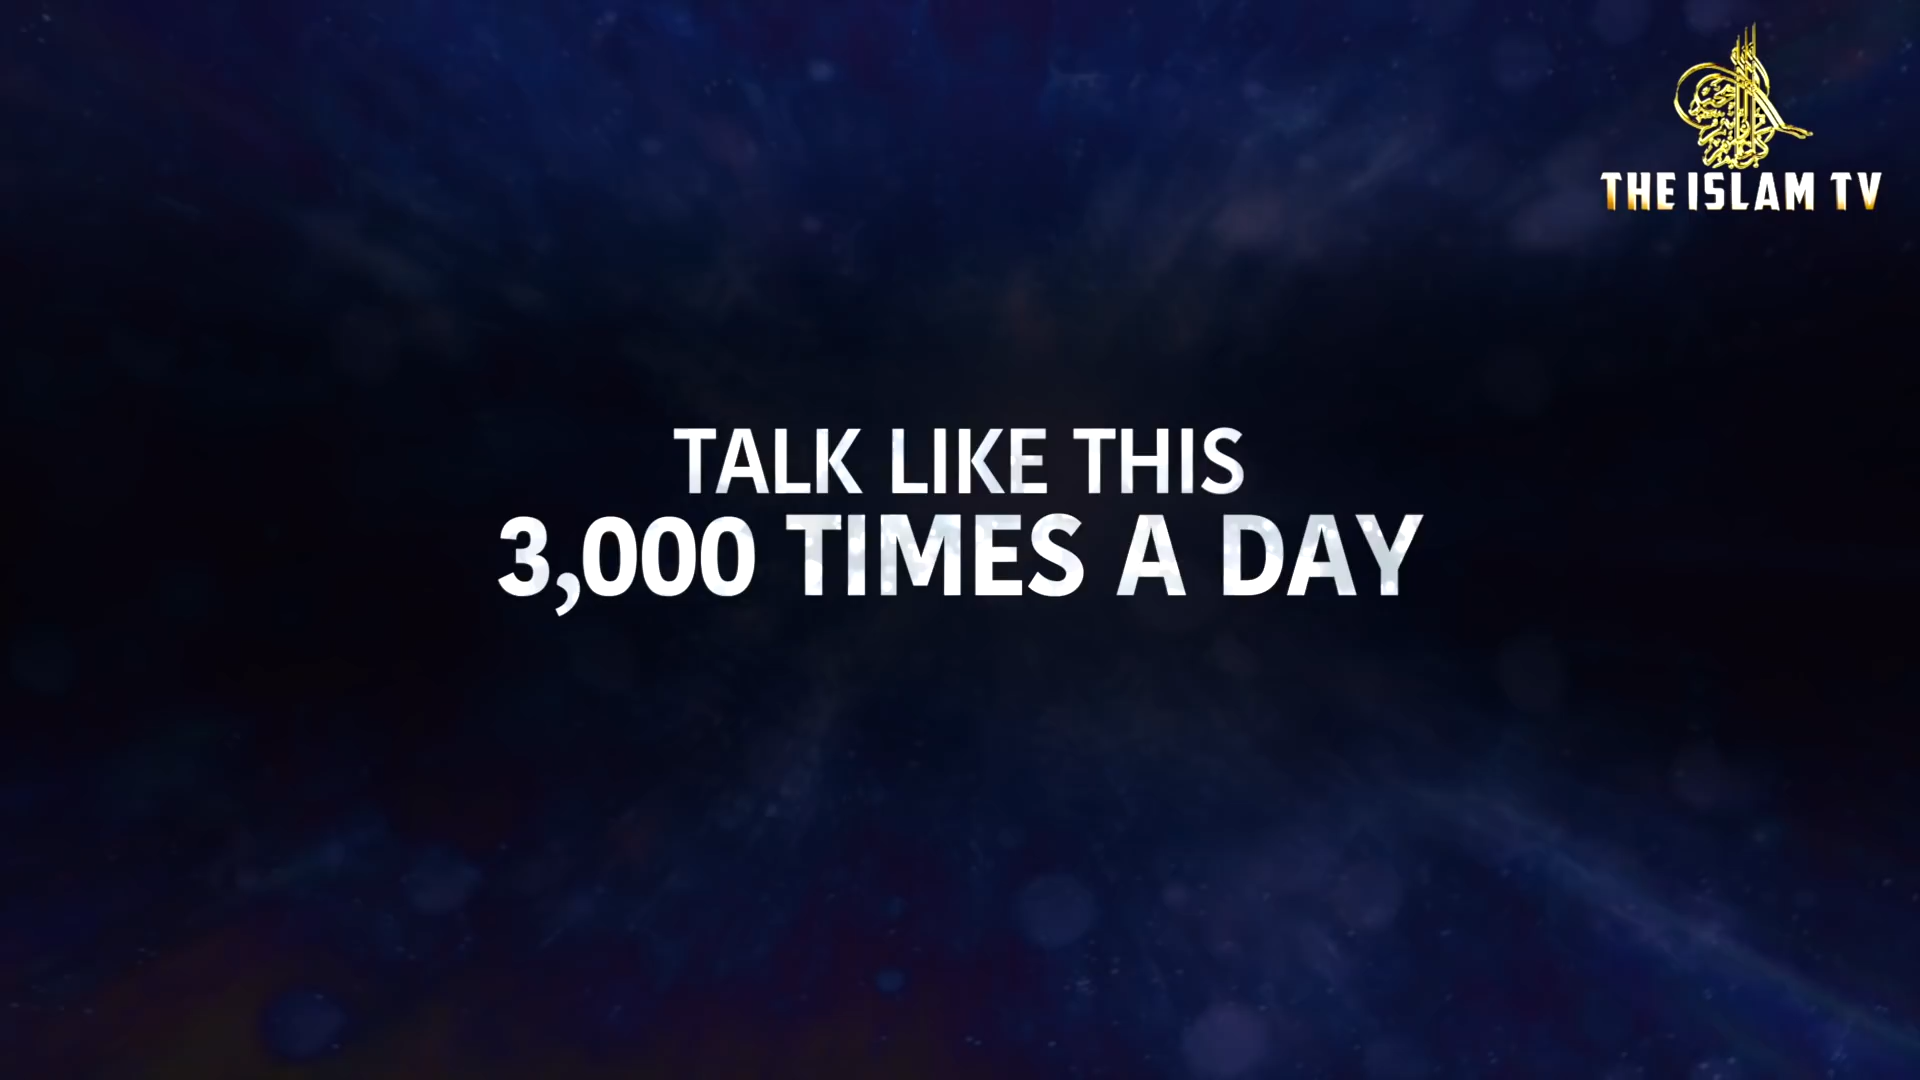 THE ISLAM TV
TALK LIKE THIS
3,000 TIMES A DAY